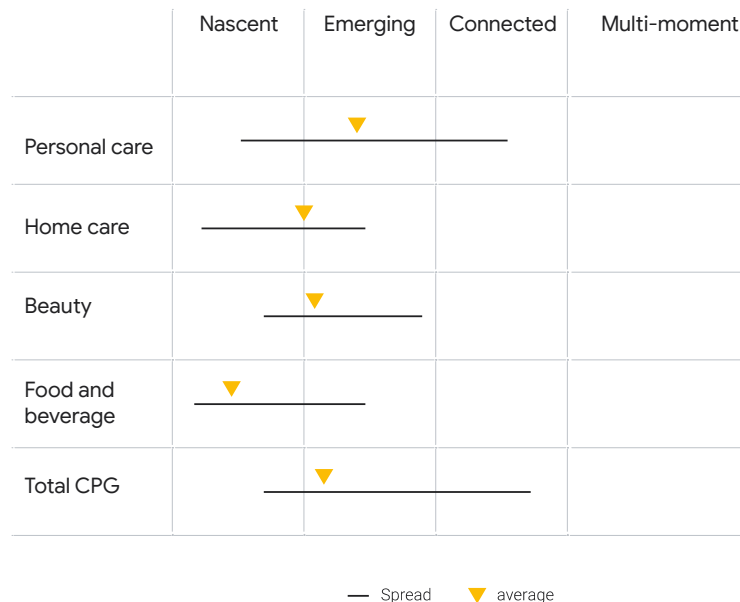 Nascent Emerging Connected Multi-moment
Personal care
Home care
Beauty
Food and
beverage
Total CPG
Spread average